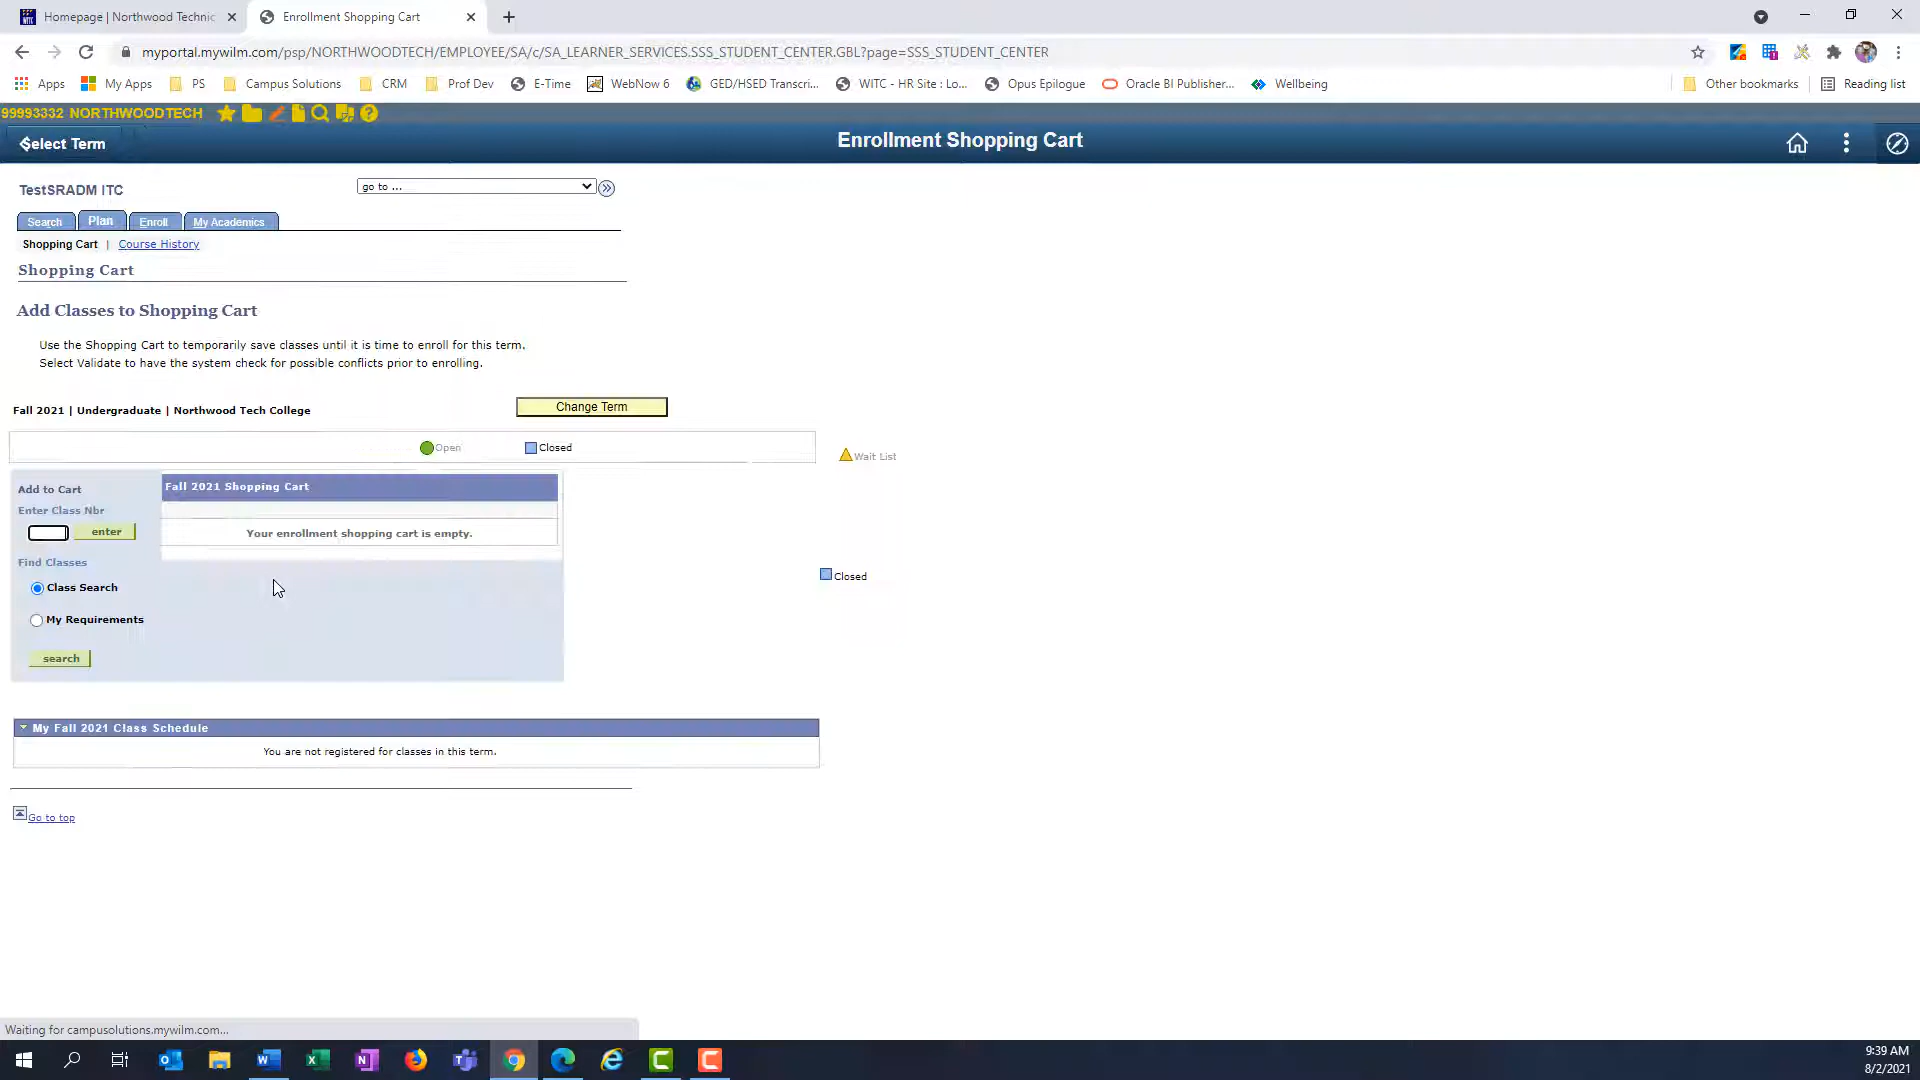 Homepage | Northwood Technic
Enrollment Shopping Cart
myportal.mywilm.com/psp/NORTHWOODTECH/EMPLOYEE/SA/c/SA_LEARNER_SERVICES.SSS_STUDENT_CENTER.GBL?page=SSS_STUDENT_CENTER
Apps My Apps PS Campus Solutions CRM Prof Dev E-Time WebNow 6 GED/HSED Transcri... WITC - HR Site : Lo... Opus Epilogue Oracle BI Publisher... Wellbeing Other bookmarks Reading list
99993332 NORTHWOODTECH
Select Term
Enrollment Shopping Cart
TestSRADM ITC
go to ...
Search Plan Enroll My Academics
Shopping Cart | Course History
Shopping Cart
Add Classes to Shopping Cart
Use the Shopping Cart to temporarily save classes until it is time to enroll for this term.
Select Validate to have the system check for possible conflicts prior to enrolling.
Fall 2021 | Undergraduate | Northwood Tech College
Change Term
Open
Closed
Wait List
Add to Cart
Fall 2021 Shopping Cart
Enter Class Nbr
enter
Your enrollment shopping cart is empty.
Find Classes
Closed
Class Search
My Requirements
search
My Fall 2021 Class Schedule
You are not registered for classes in this term.
Go to top
Waiting for campusolutions.mywilm.com...
9:39 AM
8/2/2021